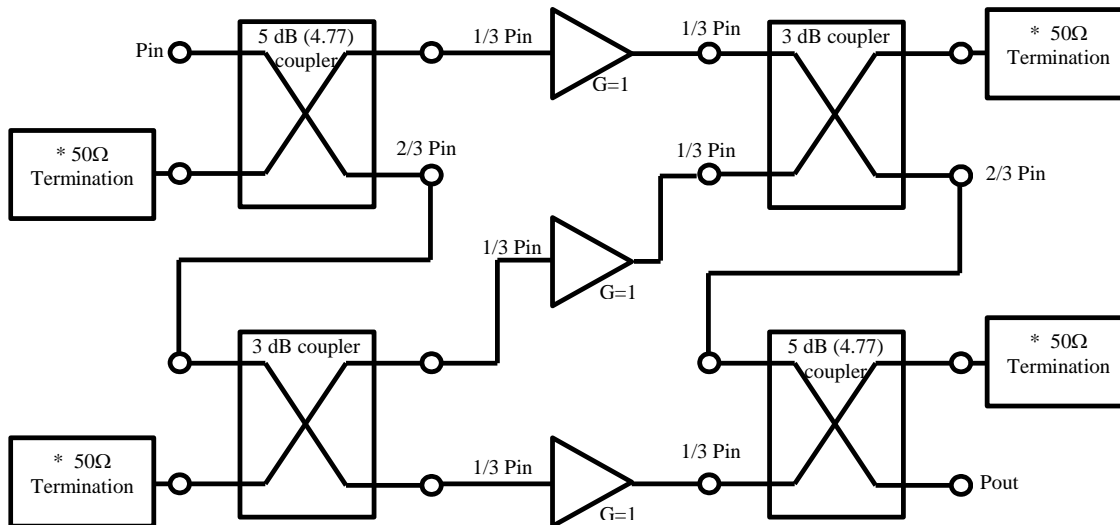 Pin
5 dB (4.77)
coupler
1/3 Pin
G=1
1/3 Pin
3 dB coupler
* 50Ω
Termination
* 50Ω
Termination
2/3 Pin
1/3 Pin
2/3 Pin
1/3 Pin
G=1
3 dB coupler
5 dB (4.77)
coupler
* 50Ω
Termination
* 50Ω
Termination
1/3 Pin
G=1
1/3 Pin
Pout